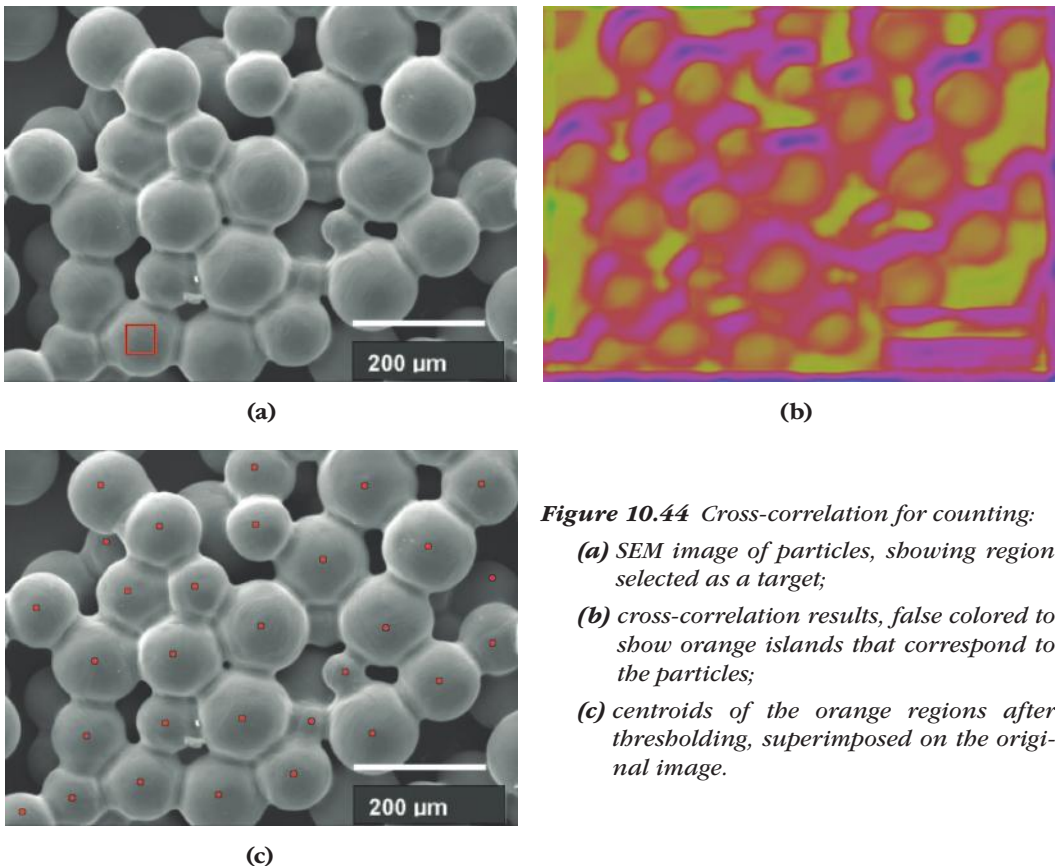 200 µm
(a)
(b)
200 µm
(c)
Figure 10.44 Cross-correlation for counting:
(a) SEM image of particles, showing region
selected as a target;
(b) cross-correlation results, false colored to
show orange islands that correspond to
the particles;
(c) centroids of the orange regions after
thresholding, superimposed on the origi-
nal image.